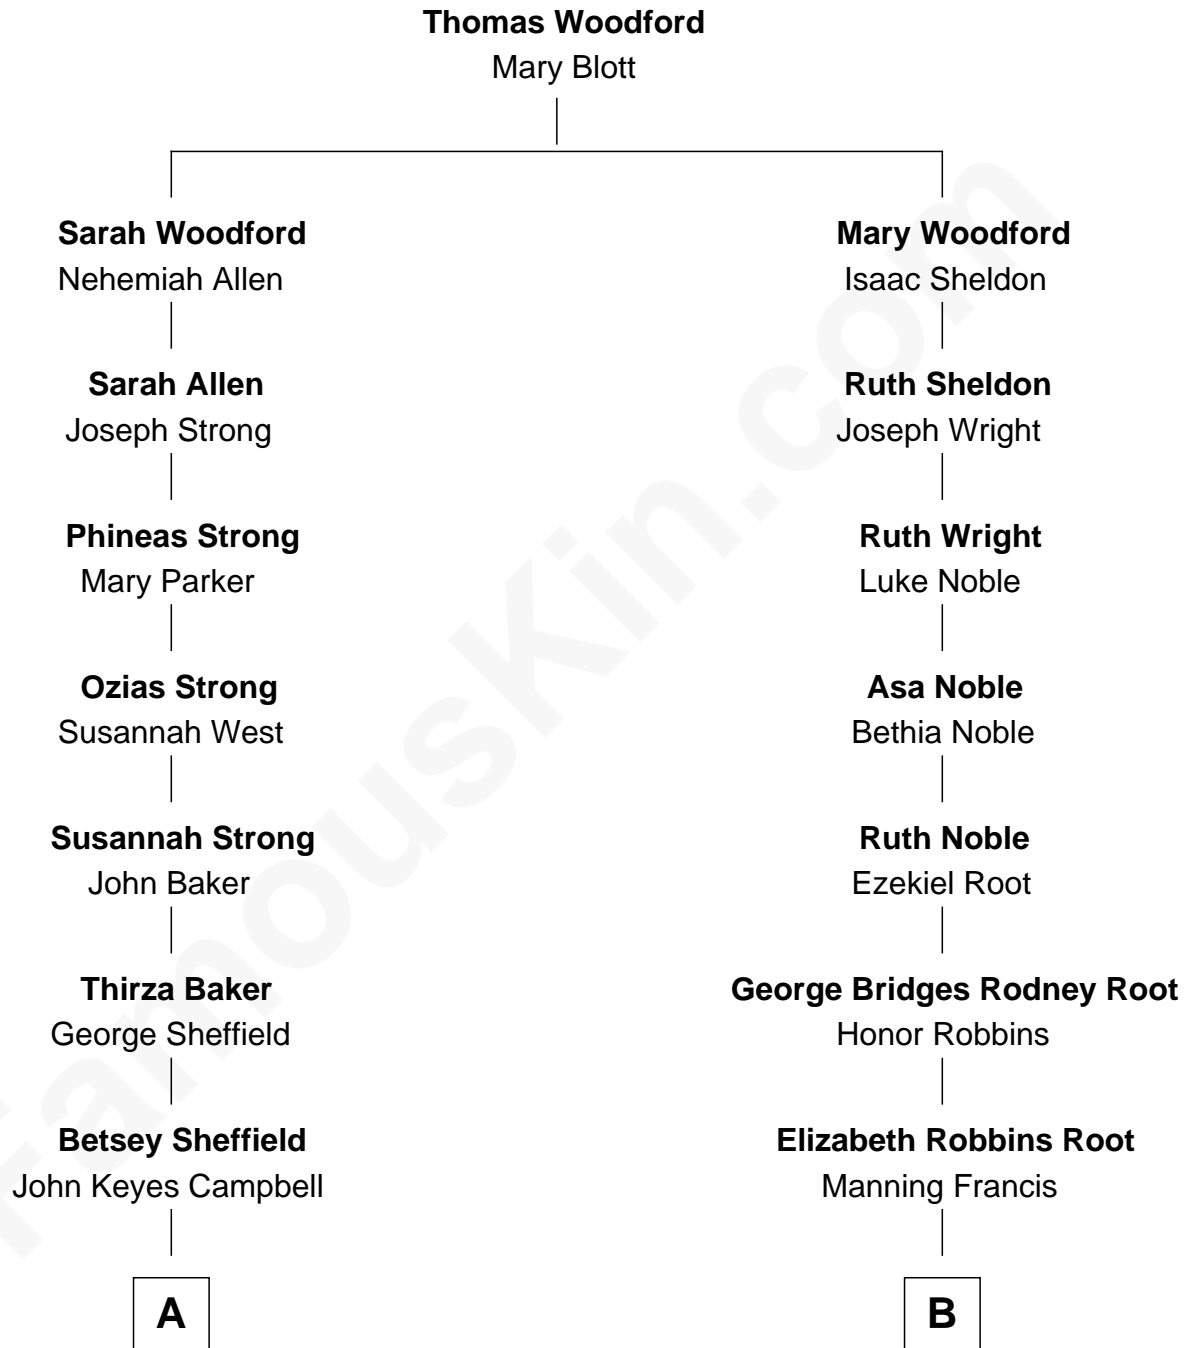 Thomas Woodford
Mary Blott
Sarah Woodford
Nehemiah Allen
Mary Woodford
Isaac Sheldon
Sarah Allen
Joseph Strong
Ruth Sheldon
Joseph Wright
Phineas Strong
Mary Parker
Ruth Wright
Luke Noble
Ozias Strong
Susannah West
Asa Noble
Bethia Noble
Susannah Strong
John Baker
Ruth Noble
Ezekiel Root
Thirza Baker
George Sheffield
George Bridges Rodney Root
Honor Robbins
Betsey Sheffield
John Keyes Campbell
Elizabeth Robbins Root
Manning Francis
A
B
FamousKin.com